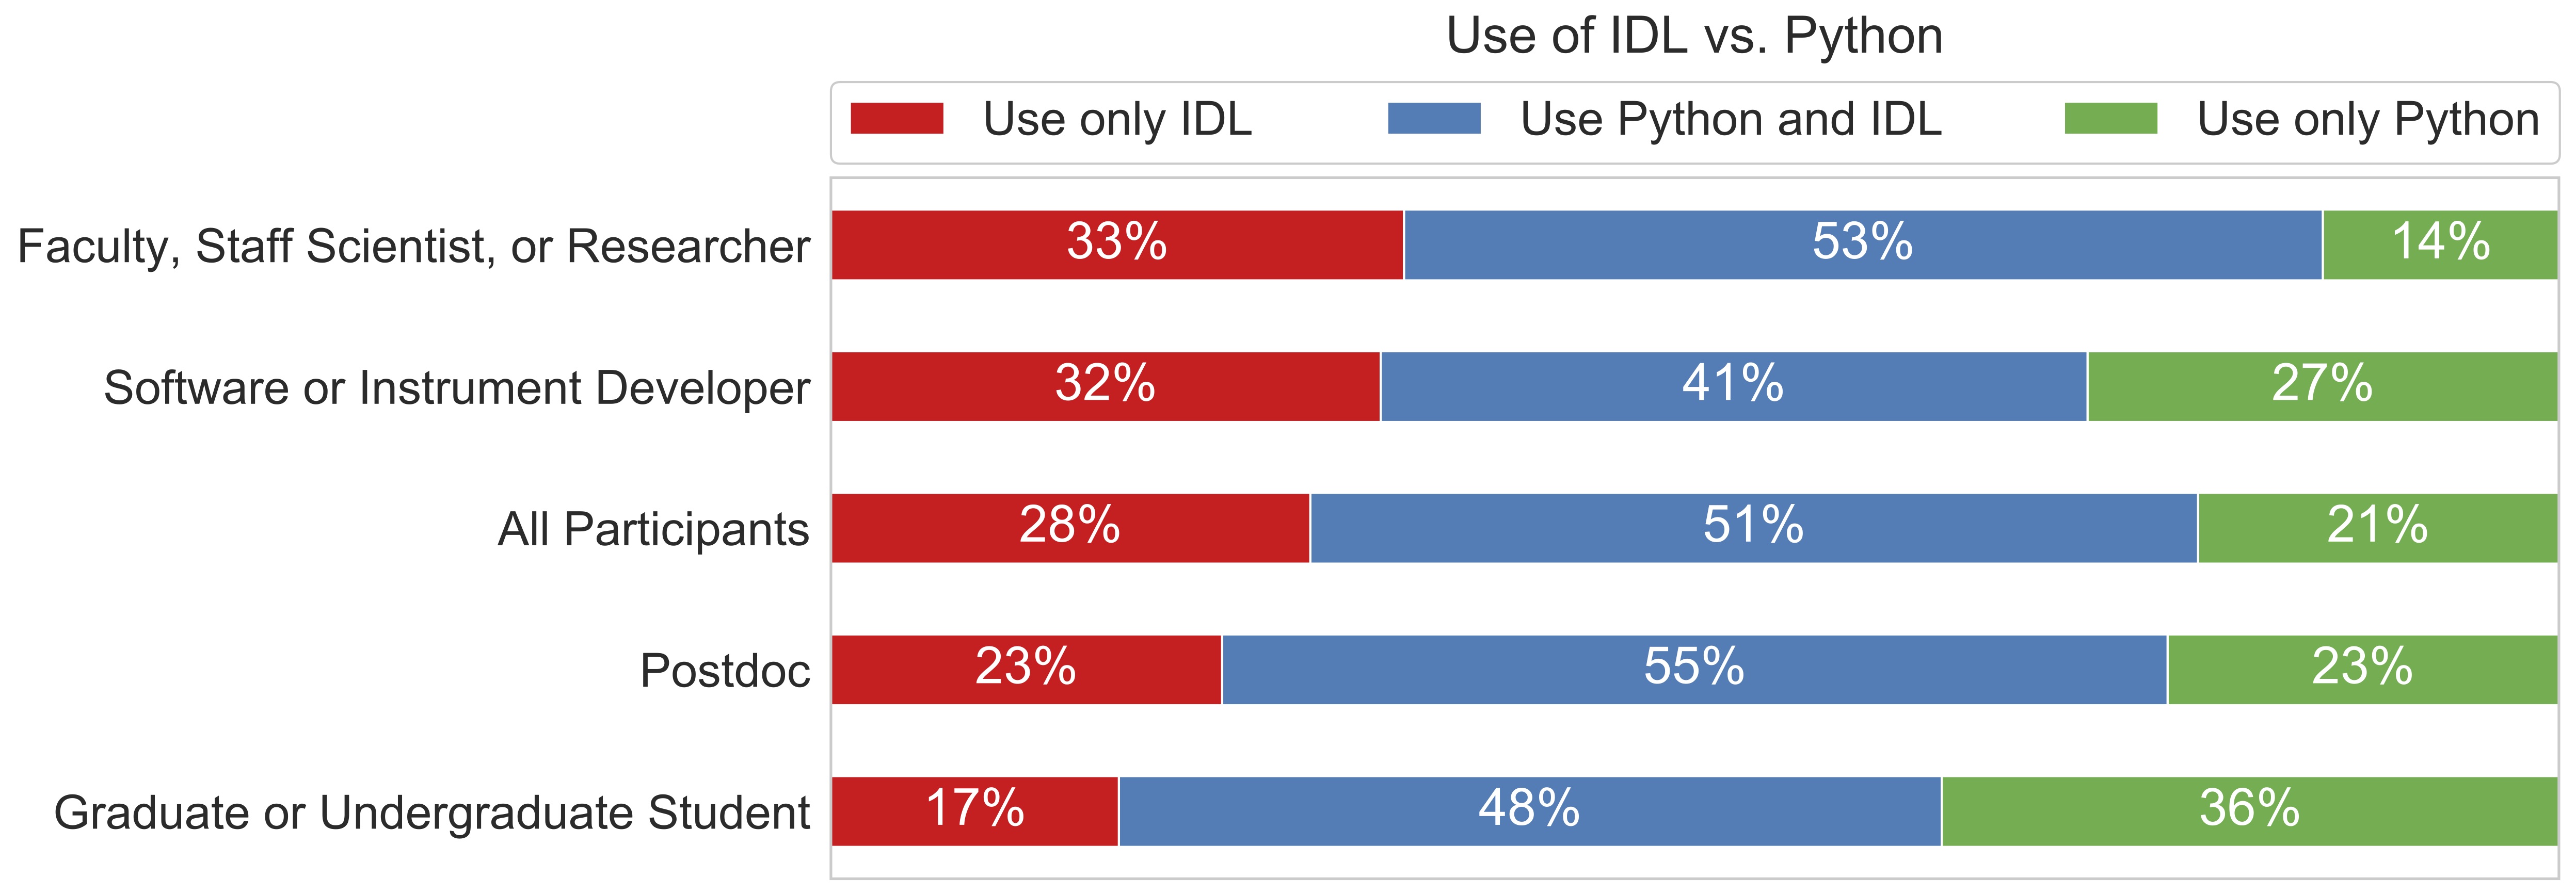 Use of IDL vs. Python
Use only IDL Use Python and IDL Use only Python
Faculty, Staff Scientist, or Researcher 33% 53% 14%
Software or Instrument Developer 32% 41% 27%
All Participants 28% 51% 21%
Postdoc 23% 55% 23%
Graduate or Undergraduate Student 17% 48% 36%